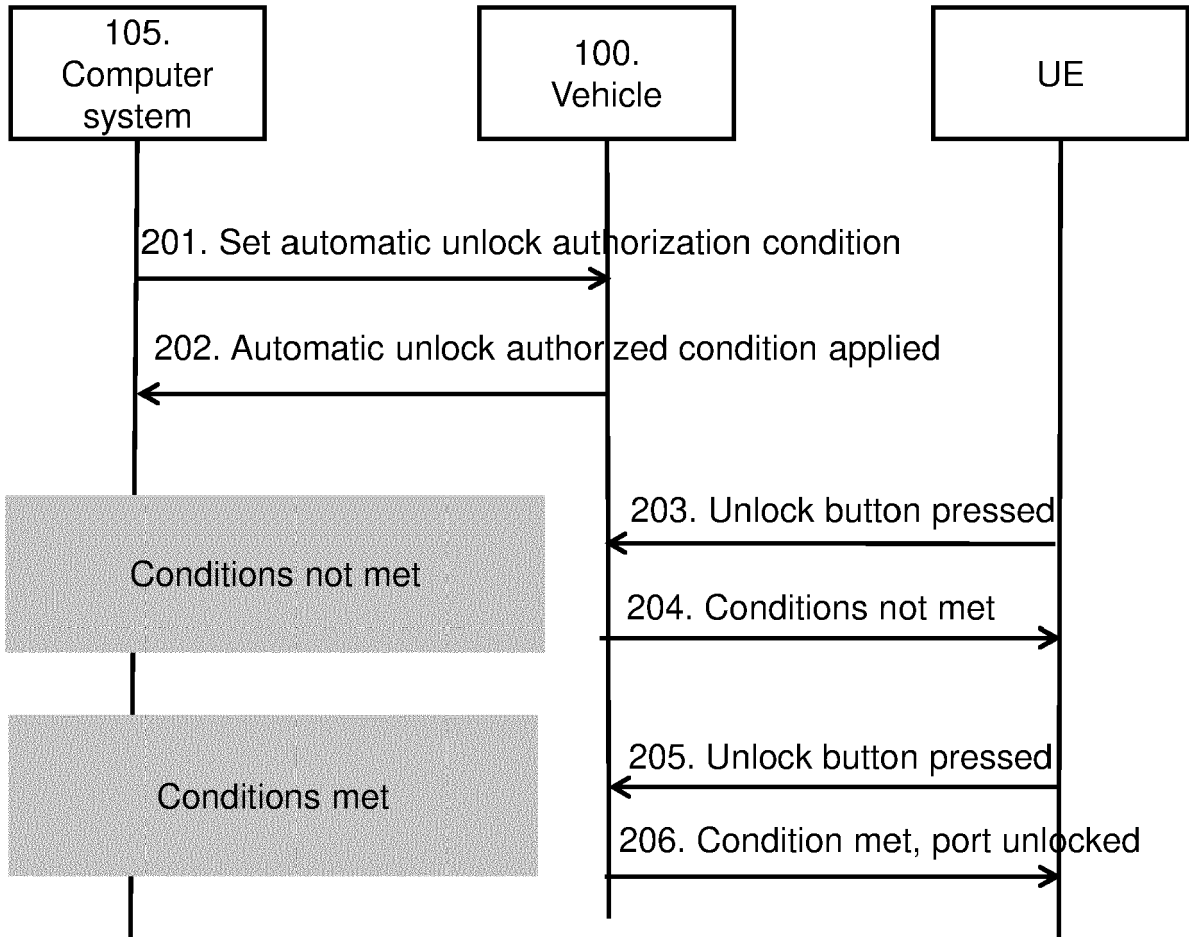 105.
Computer
system
100.
Vehicle
UE
201. Set automatic unlock authorization condition
202. Automatic unlock authorized condition applied
203. Unlock button pressed
Conditions not met
204. Conditions not met
205. Unlock button pressed
Conditions met
206. Condition met, port unlocked